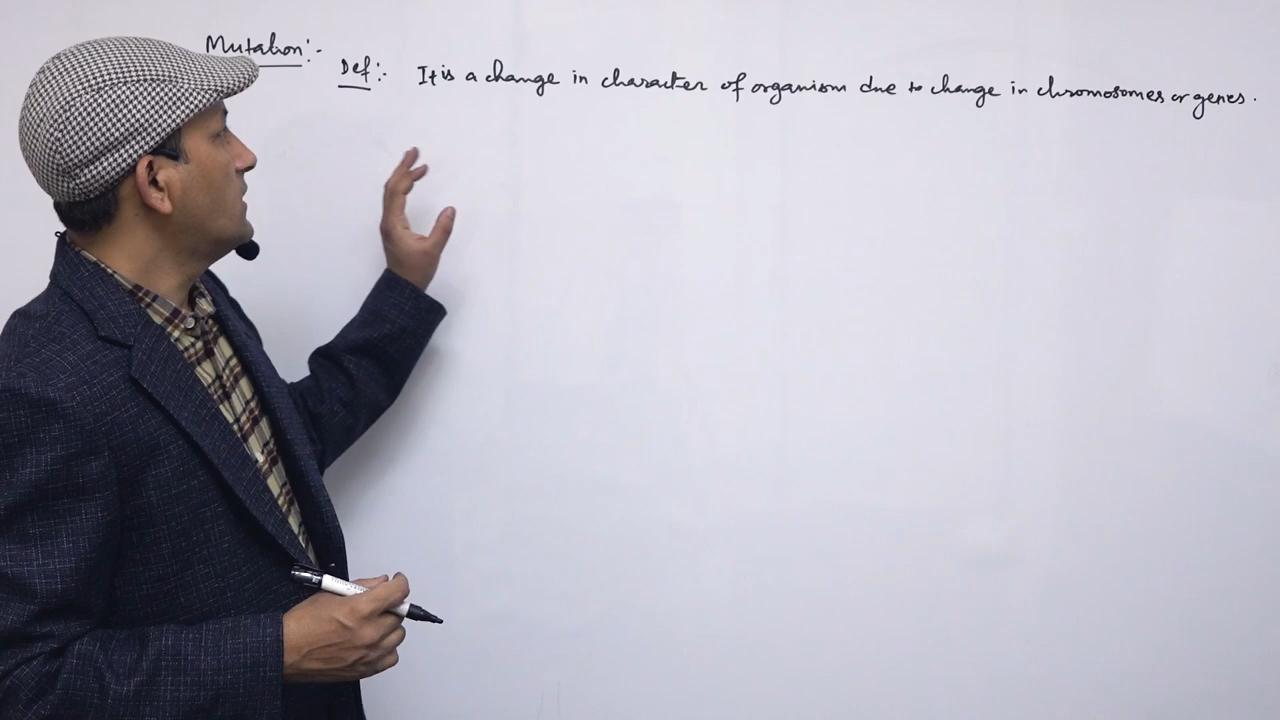 Mutation:-
Def:- It is a change in character of organism due to change in chromosomes or genes.